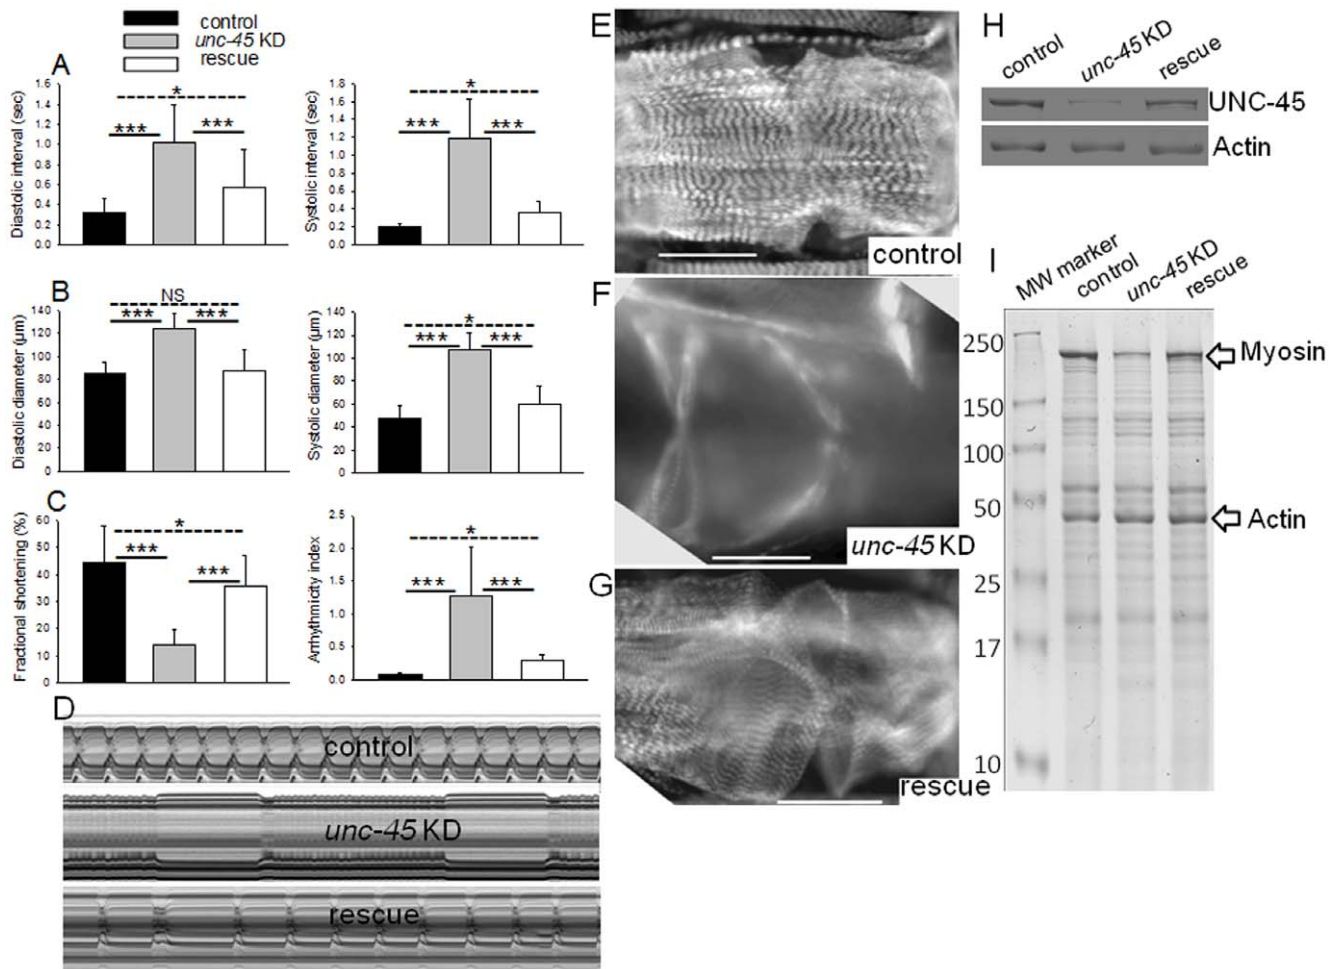 control
unc-45 KD
rescue
A
Diastolic interval (sec)
1.6
1.4
1.2
1.0
0.8
0.6
0.4
0.2
0.0
*
*** ***
Systolic interval (sec)
1.8
1.6
1.4
1.2
1.0
0.8
0.6
0.4
0.2
0.0
*
*** ***
B
Diastolic diameter (µm)
140
120
100
80
60
40
20
0
NS
*** ***
Systolic diameter (µm)
140
120
100
80
60
40
20
0
*
*** ***
C
Fractional shotening (%)
60
50
40
30
20
10
0
*
***
***
Arrhythmicity index
2.5
2.0
1.5
1.0
0.5
0.0
*
*** ***
D
control
unc-45 KD
rescue
E
control
F
unc-45 KD
G
rescue
H
control
unc-45 KD
rescue
UNC-45
Actin
I
MW marker
control
unc-45 KD
rescue
250
150
100
50
25
17
10
Myosin
Actin